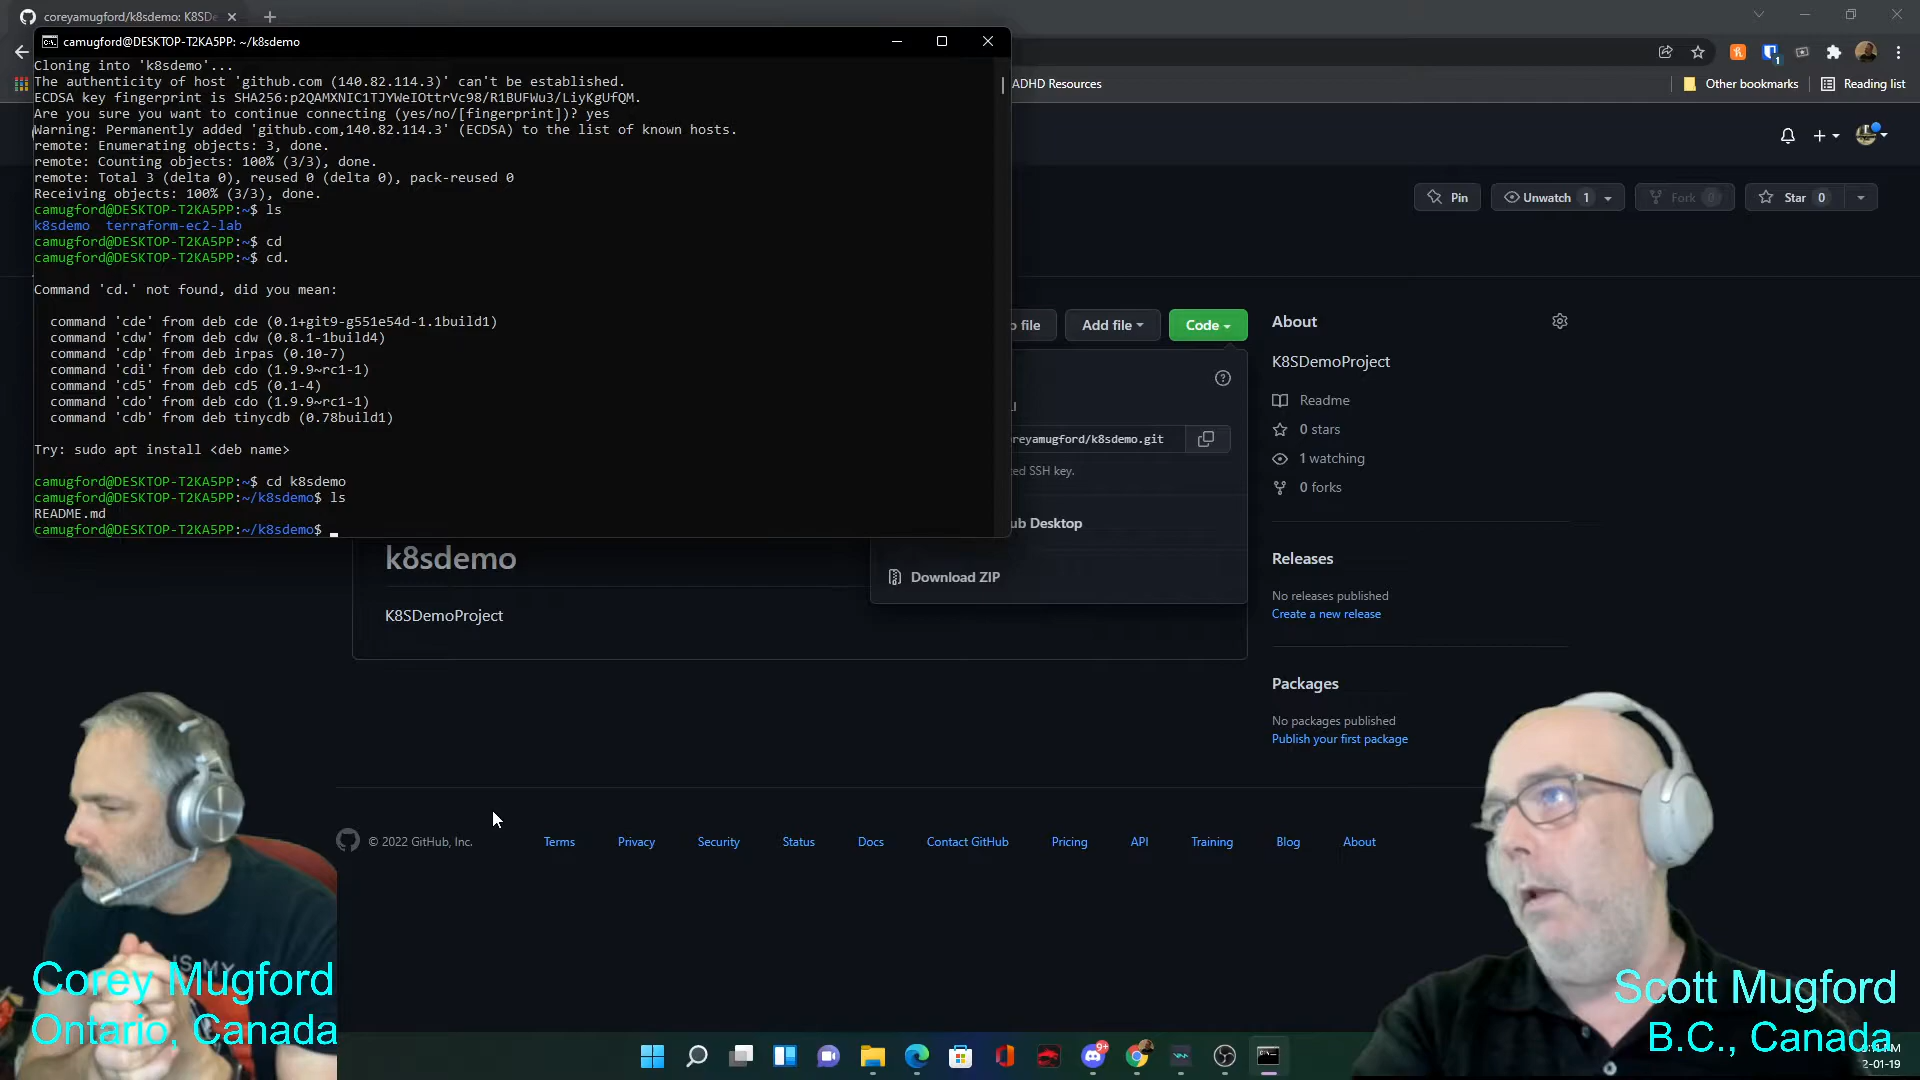 coreyamugford/k8sdemo: K8SDe
camugford@DESKTOP-T2KA5PP: ~/k8sdemo
Cloning into 'k8sdemo'...
The authenticity of host 'github.com (140.82.114.3)' can't be established.
ECDSA key fingerprint is SHA256:p2QAMXNIC1TJYWeIOttrVc98/R1BUFWu3/LiyKgUfQM.
Are you sure you want to continue connecting (yes/no/[fingerprint])? yes
Warning: Permanently added 'github.com,140.82.114.3' (ECDSA) to the list of known hosts.
remote: Enumerating objects: 3, done.
remote: Counting objects: 100% (3/3), done.
remote: Total 3 (delta 0), reused 0 (delta 0), pack-reused 0
Receiving objects: 100% (3/3), done.
camugford@DESKTOP-T2KA5PP:~$ ls
k8sdemo  terraform-ec2-lab
camugford@DESKTOP-T2KA5PP:~$ cd
camugford@DESKTOP-T2KA5PP:~$ cd.
Command 'cd.' not found, did you mean:
command 'cde' from deb cde (0.1+git9-g551e54d-1.1build1)
command 'cdw' from deb cdw (0.8.1-1build4)
command 'cdp' from deb irpas (0.10-7)
command 'cdi' from deb cdo (1.9.9~rc1-1)
command 'cd5' from deb cd5 (0.1-4)
command 'cdo' from deb cdo (1.9.9~rc1-1)
command 'cdb' from deb tinycdb (0.78build1)
Try: sudo apt install <deb name>
camugford@DESKTOP-T2KA5PP:~$ cd k8sdemo
camugford@DESKTOP-T2KA5PP:~/k8sdemo$ ls
README.md
camugford@DESKTOP-T2KA5PP:~/k8sdemo$
ADHD Resources
Other bookmarks
Reading list
Pin
Unwatch 1
Fork 0
Star 0
o file
Add file
Code
reyamugford/k8sdemo.git
ed SSH key.
ub Desktop
Download ZIP
About
K8SDemoProject
Readme
0 stars
1 watching
0 forks
Releases
No releases published
Create a new release
Packages
No packages published
Publish your first package
k8sdemo
K8SDemoProject
© 2022 GitHub, Inc.
Terms
Privacy
Security
Status
Docs
Contact GitHub
Pricing
API
Training
Blog
About
Corey Mugford
Ontario, Canada
Scott Mugford
B.C., Canada
9+
2-01-19